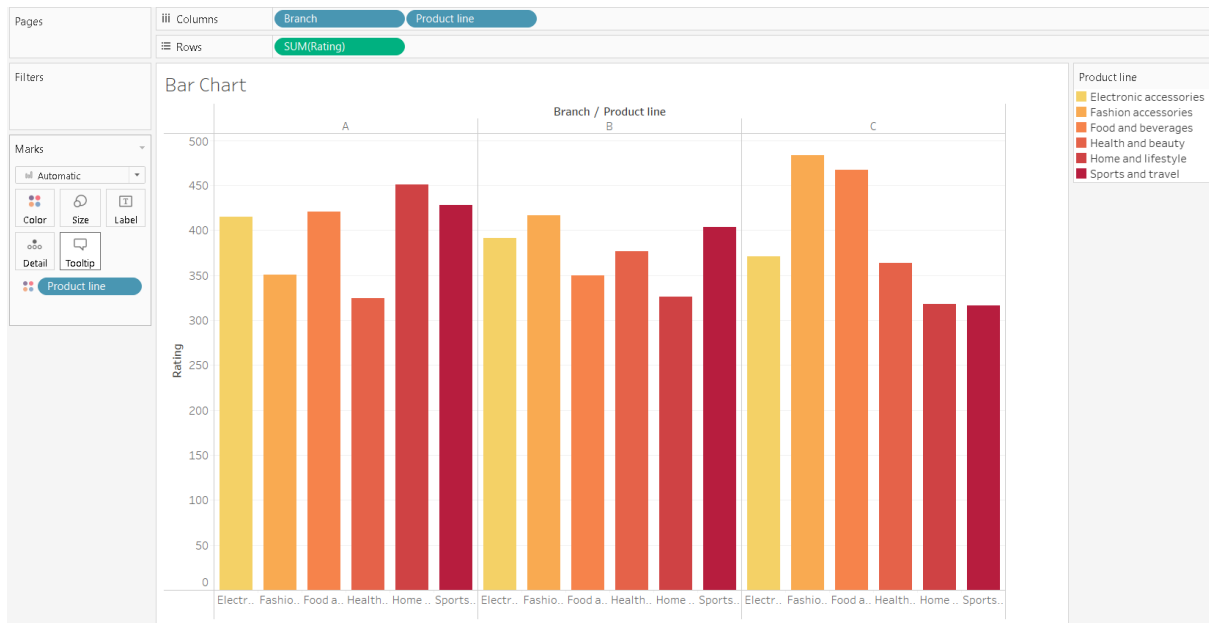 Pages
Columns
Branch
Product line
Rows
SUM(Rating)
Filters
Marks
Automatic
Color
Size
Label
Detail
Tooltip
Product line
Bar Chart
Branch / Product line
A
B
C
500
450
400
350
300
250
200
150
100
50
0
Rating
Electr.. Fashio.. Food a.. Health.. Home .. Sports.. Electr.. Fashio.. Food a.. Health.. Home .. Sports.. Electr.. Fashio.. Food a.. Health.. Home .. Sports..
Product line
Electronic accessories
Fashion accessories
Food and beverages
Health and beauty
Home and lifestyle
Sports and travel